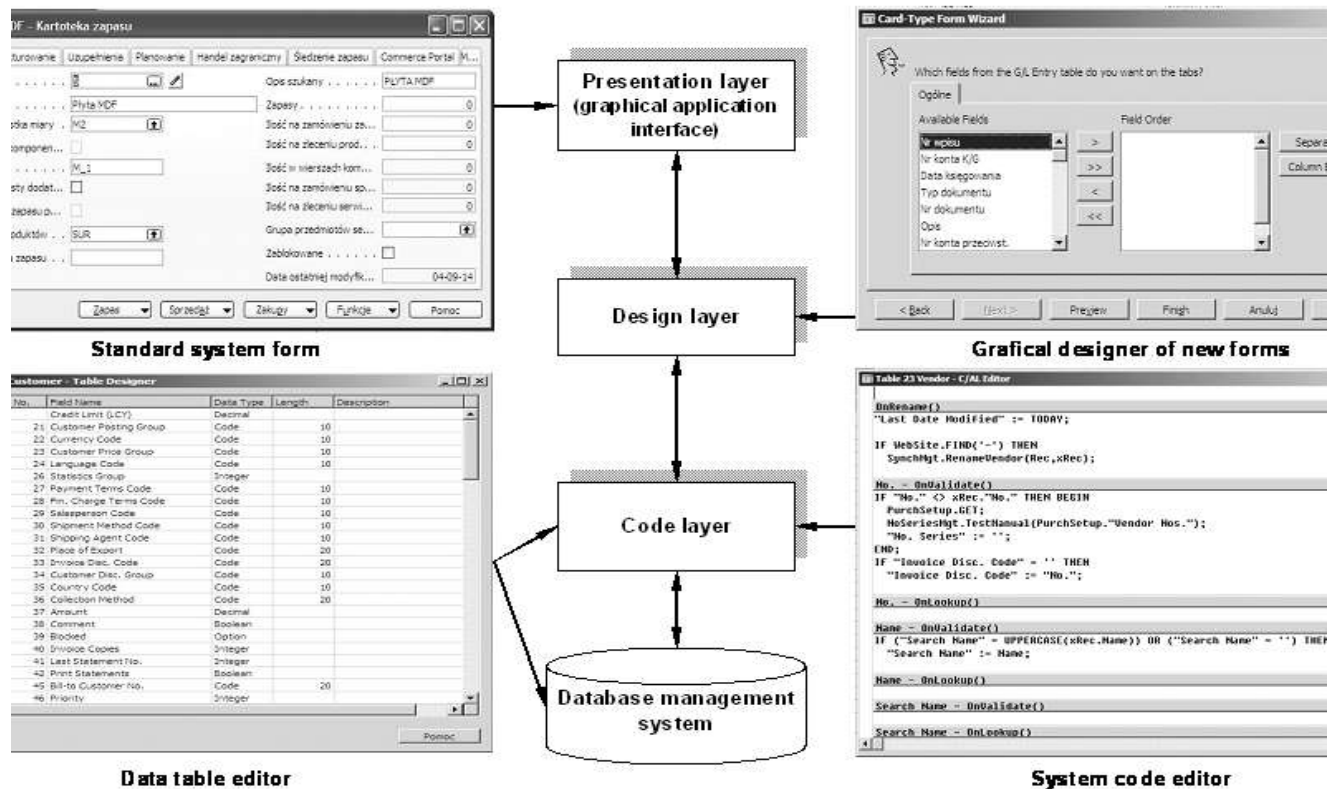 DF – Kartoteka zapasu
turowanie Uzupełnienia Planowanie Handel zagraniczny Śledzenie zapasu Commerce Portal M...
Opis szukany PŁYTA MDF
Płyta MDF
Zapasy 0
stka miary M2
Ilość na zamówieniu za... 0
komponen...
Ilość na zleceniu prod... 0
M_1
Ilość w wierszach kom... 0
sty dodat...
Ilość na zamówieniu sp... 0
zapasu p...
Ilość na zleceniu serwi... 0
oduktów SUR
Grupa przedmiotów se...
zapasu
Zablokowane
Data ostatniej modyfik... 04-09-14
Zapas Sprzedaż Zakupy Funkcje Pomoc
Standard system form
Presentation layer
(graphical application
interface)
Design layer
Code layer
Database management
system
Card-Type Form Wizard
Which fields from the G/L Entry table do you want on the tabs?
Ogólne
Available Fields Field Order
Nr wpisu
Nr konta K/G
Data księgowania
Typ dokumentu
Nr dokumentu
Opis
Nr konta przeciwst.
> 
>>
<
<<
Separa
Column B
< Back Next > Preview Finish Anuluj
Grafical designer of new forms
Customer - Table Designer
No. Field Name Data Type Length Description
Credit Limit (LCY) Decimal
21 Customer Posting Group Code 10
22 Currency Code Code 10
23 Customer Price Group Code 10
24 Language Code Code 10
26 Statistics Group Integer
27 Payment Terms Code Code 10
28 Fin. Charge Terms Code Code 10
29 Salesperson Code Code 10
30 Shipment Method Code Code 10
31 Shipping Agent Code Code 10
32 Place of Export Code 20
33 Invoice Disc. Code Code 20
34 Customer Disc. Group Code 10
35 Country Code Code 10
36 Collection Method Code 20
37 Amount Decimal
38 Comment Boolean
39 Blocked Option
40 Invoice Copies Integer
41 Last Statement No. Integer
42 Print Statements Boolean
45 Bill-to Customer No. Code 20
46 Priority Integer
Pomoc
Data table editor
Table 23 Vendor - C/AL Editor
OnRename()
"Last Date Modified" := TODAY;
IF WebSite.FIND('-') THEN
SynchMgt.RenameVendor(Rec,xRec);
No. - OnValidate()
IF "No." <> xRec."No." THEN BEGIN
PurchSetup.GET;
NoSeriesMgt.TestManual(PurchSetup."Vendor Nos.");
"No. Series" := '';
END;
IF "Invoice Disc. Code" = '' THEN
"Invoice Disc. Code" := "No.";
No. - OnLookup()
Name - OnValidate()
IF ("Search Name" = UPPERCASE(xRec.Name)) OR ("Search Name" = '') THEN
"Search Name" := Name;
Name - OnLookup()
Search Name - OnValidate()
Search Name - OnLookup()
System code editor